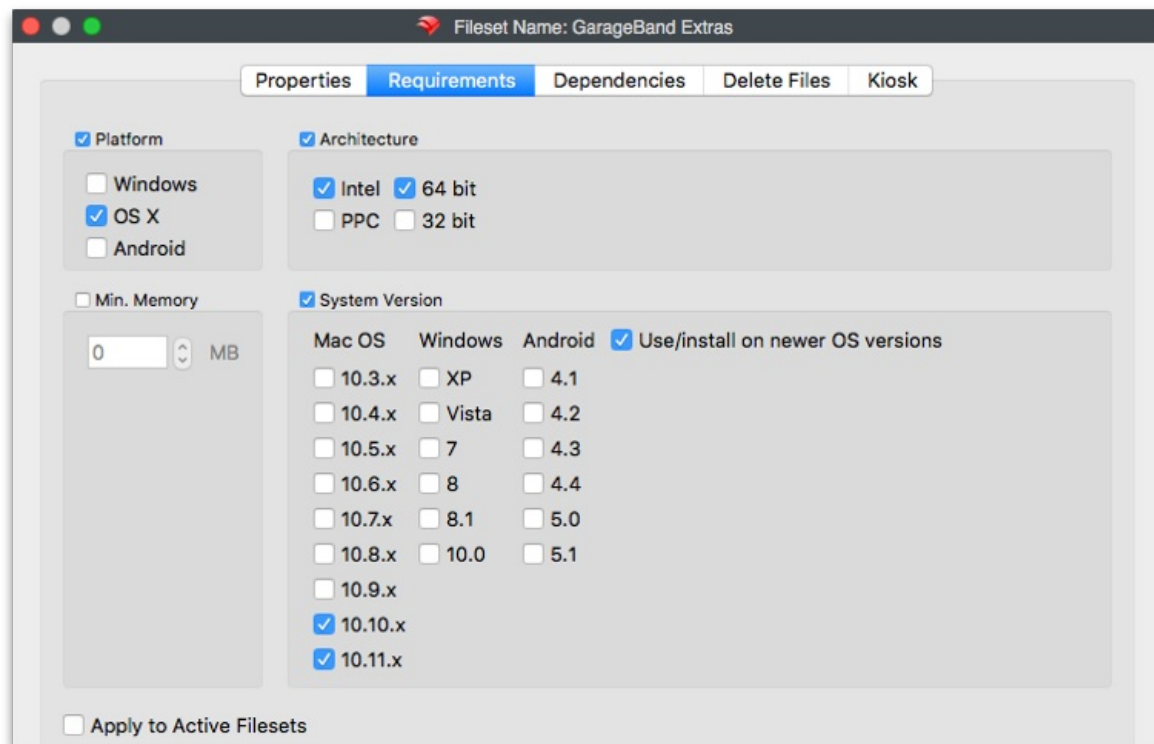 Fileset Name: GarageBand Extras
Properties Requirements Dependencies Delete Files Kiosk
Platform
Windows
OS X
Android
Architecture
Intel 64 bit
PPC 32 bit
Min. Memory
0 MB
System Version
Mac OS Windows Android Use/install on newer OS versions
10.3.x XP 4.1
10.4.x Vista 4.2
10.5.x 7 4.3
10.6.x 8 4.4
10.7.x 8.1 5.0
10.8.x 10.0 5.1
10.9.x
10.10.x
10.11.x
Apply to Active Filesets